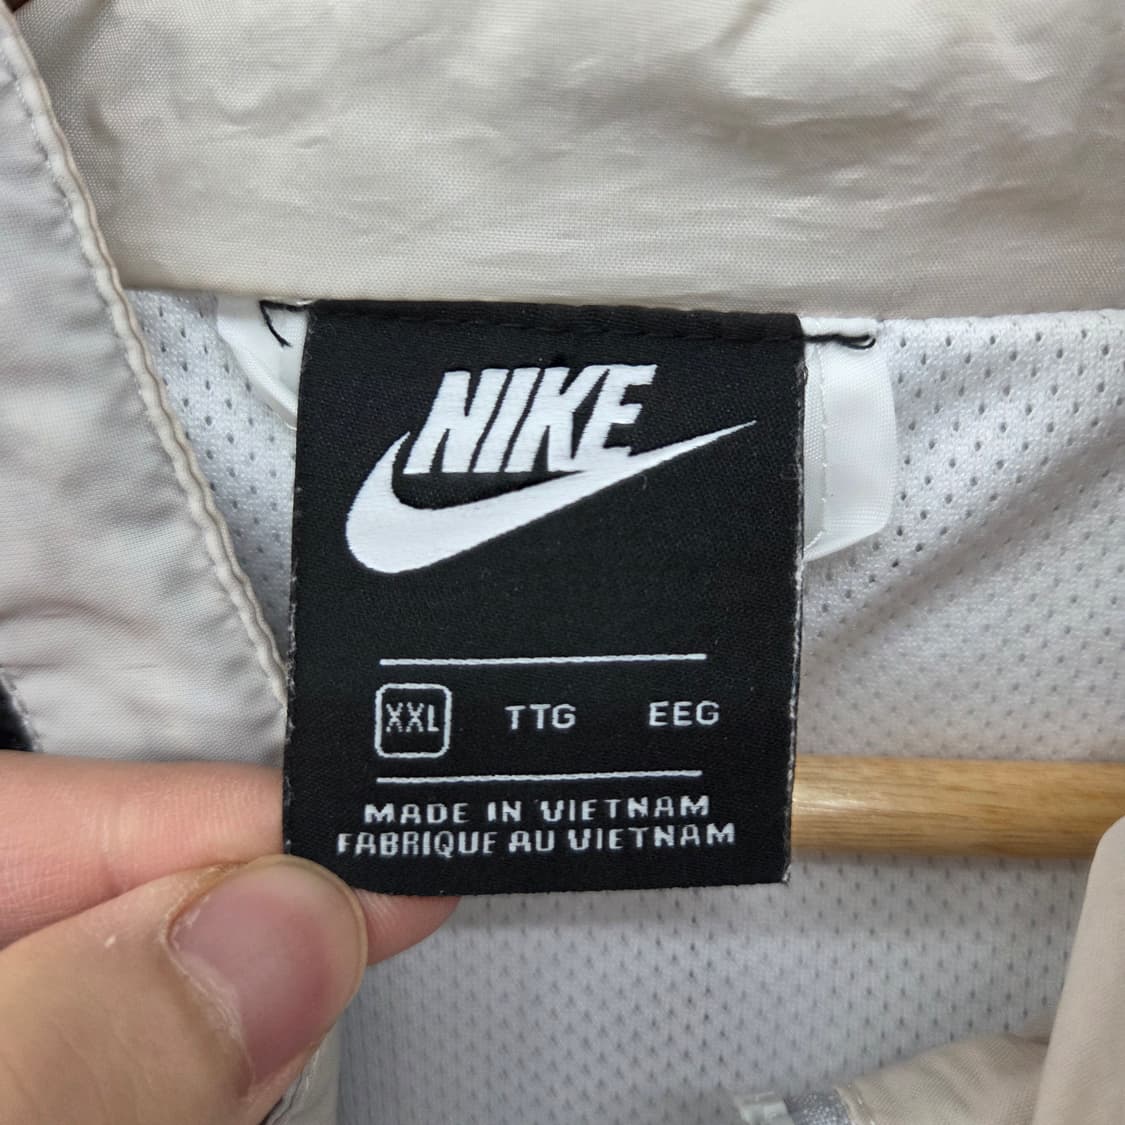 NIKE
XXL TTG EEG
MADE IN VIETNAM
FABRIQUE AU VIETNAM